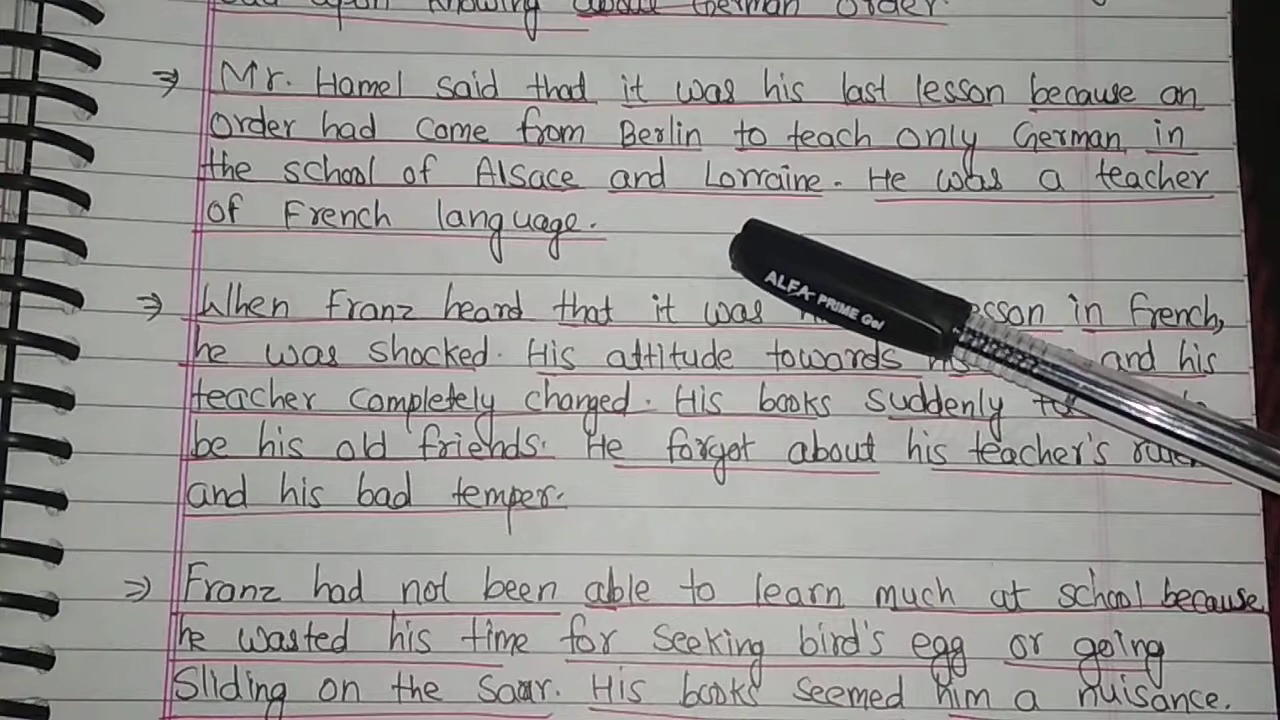 upon knowing about German order.
⇒ Mr. Hamel said that it was his last lesson because an
order had come from Berlin to teach only German in
the school of Alsace and Lorraine. He was a teacher
of French language.
⇒ When Franz heard that it was in French,
he was shocked. His attitude towards and his
teacher completely changed. His books suddenly
be his old friends. He forgot about his teacher's
and his bad temper.
⇒ Franz had not been able to learn much at school because
he wasted his time for seeking bird's egg or going
Sliding on the Saar. His books seemed him a nuisance.
ALFA PRIME Gel